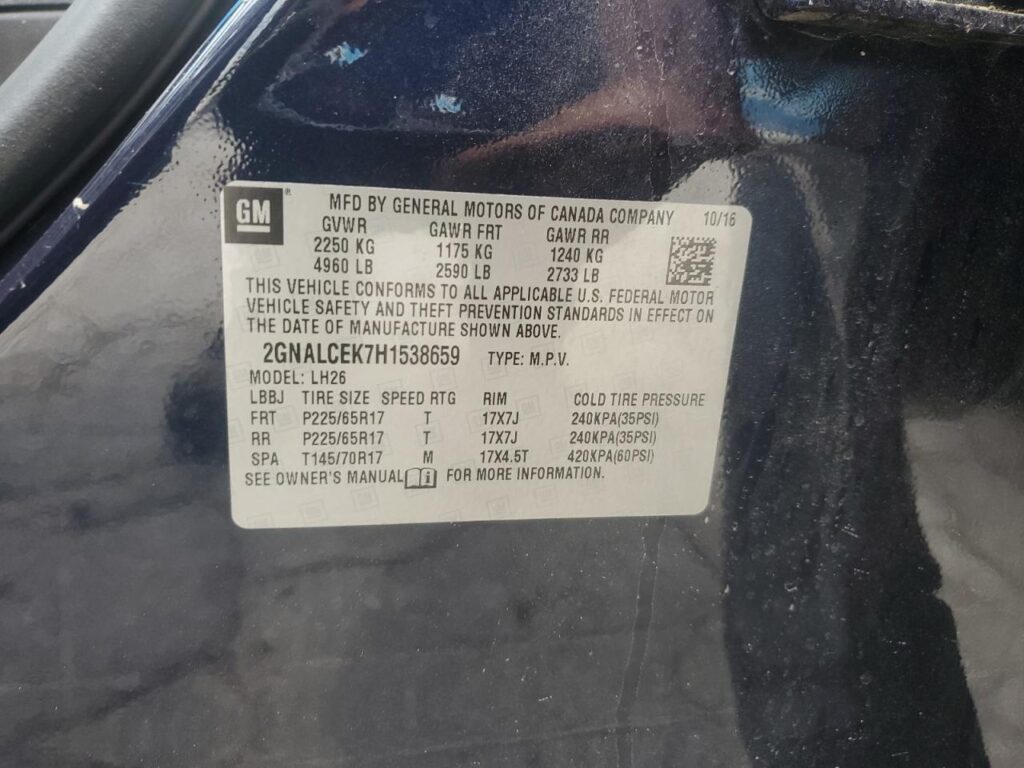 GM ®
MFD BY GENERAL MOTORS OF CANADA COMPANY 10/16
GVWR GAWR FRT GAWR RR
2250 KG 1175 KG 1240 KG
4960 LB 2590 LB 2733 LB
THIS VEHICLE CONFORMS TO ALL APPLICABLE U.S. FEDERAL MOTOR
VEHICLE SAFETY AND THEFT PREVENTION STANDARDS IN EFFECT ON
THE DATE OF MANUFACTURE SHOWN ABOVE.
2GNALCEK7H1538659 TYPE: M.P.V.
MODEL: LH26
LBBJ TIRE SIZE SPEED RTG RIM COLD TIRE PRESSURE
FRT P225/65R17 T 17X7J 240KPA(35PSI)
RR P225/65R17 T 17X7J 240KPA(35PSI)
SPA T145/70R17 M 17X4.5T 420KPA(60PSI)
SEE OWNER'S MANUAL i FOR MORE INFORMATION.